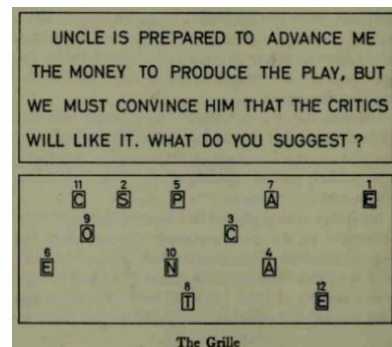 UNCLE IS PREPARED TO ADVANCE ME
THE MONEY TO PRODUCE THE PLAY, BUT
WE MUST CONVINCE HIM THAT THE CRITICS
WILL LIKE IT. WHAT DO YOU SUGGEST ?
11 2 5 7 1
C S P A E
9 3
O C
6 10 4
E N A
8 12
T E
The Grille